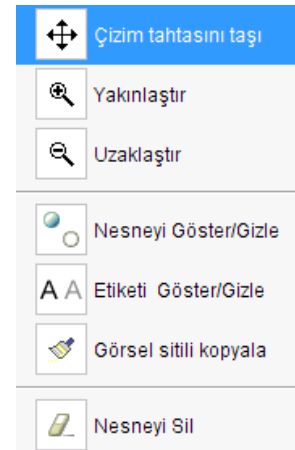 Çizim tahtasını taşı
Yakınlaştır
Uzaklaştır
Nesneyi Göster/Gizle
A A Etiketi Göster/Gizle
Görsel sitili kopyala
Nesneyi Sil